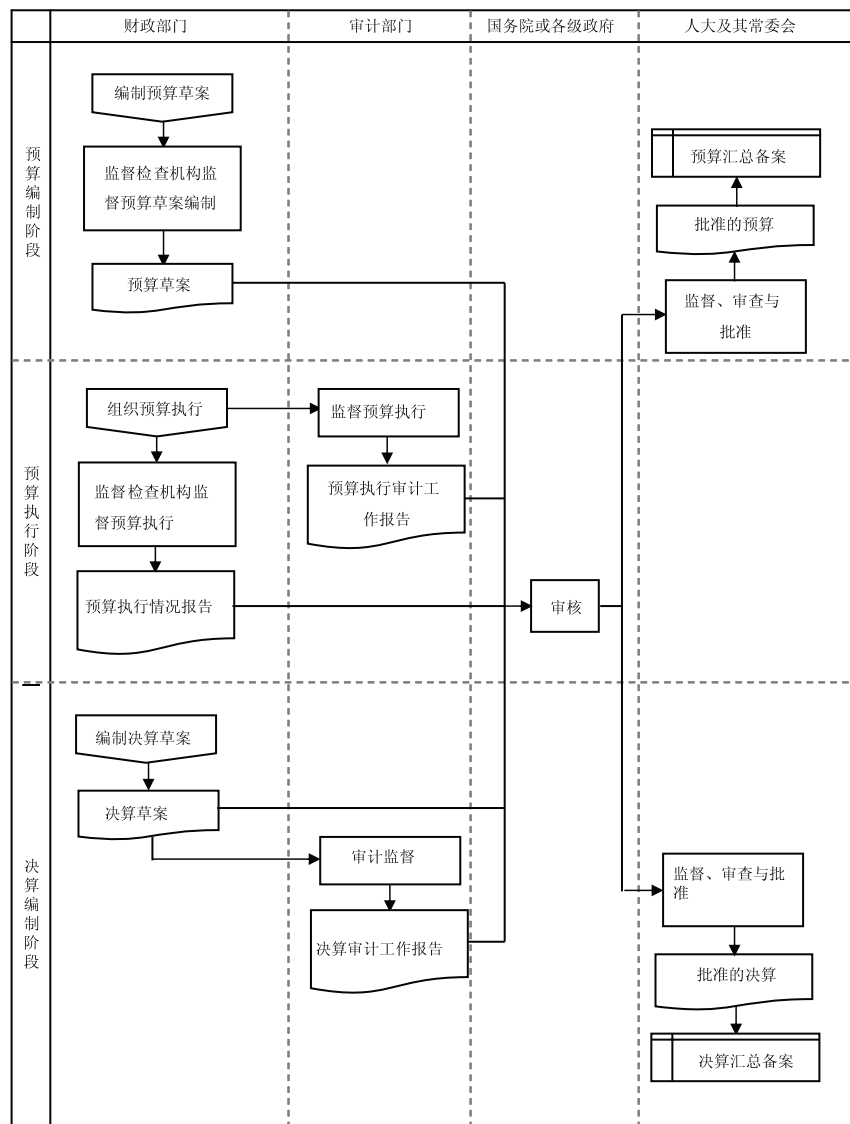 财政部门
审计部门
国务院或各级政府
人大及其常委会
预算编制阶段
编制预算草案
监督检查机构监
督预算草案编制
预算草案
预算汇总备案
批准的预算
监督、审查与
批准
预算执行阶段
组织预算执行
监督预算执行
监督检查机构监
督预算执行
预算执行审计工
作报告
预算执行情况报告
审核
决算编制阶段
编制决算草案
决算草案
审计监督
决算审计工作报告
监督、审查与批
准
批准的决算
决算汇总备案